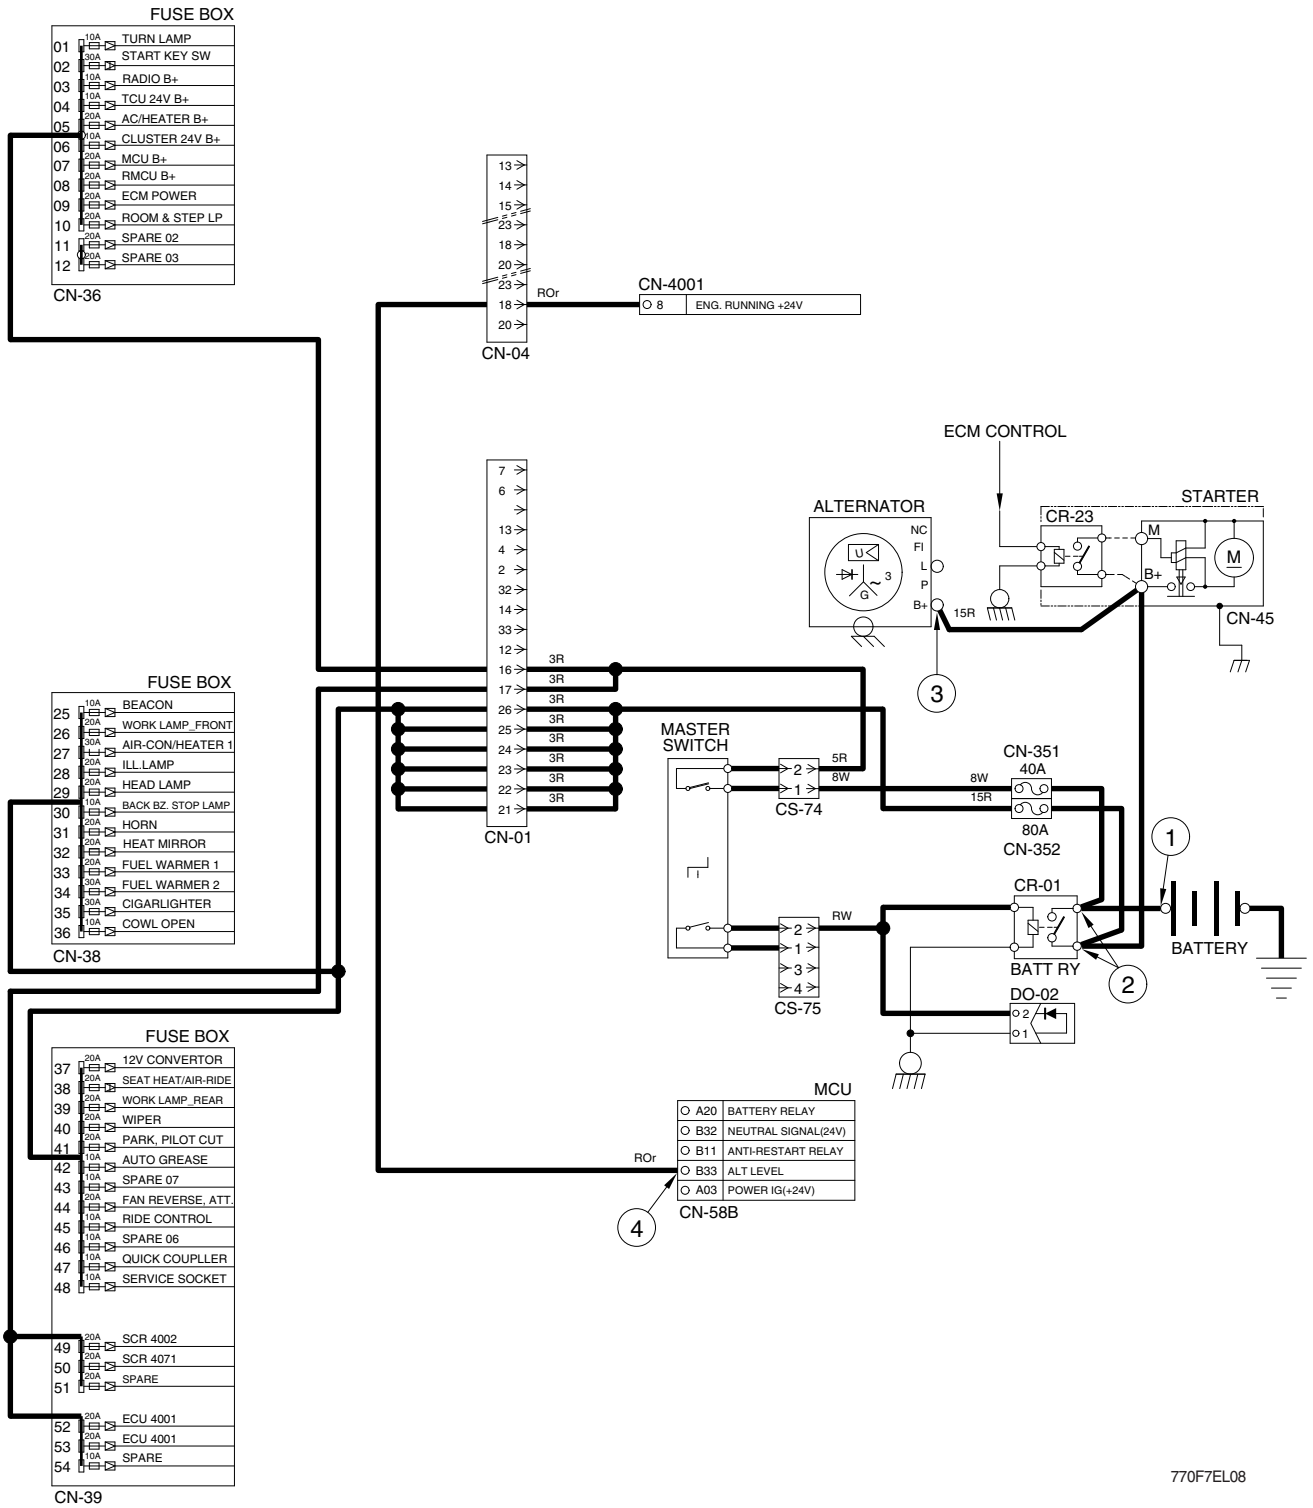 FUSE BOX
01 10A TURN LAMP
02 30A START KEY SW
03 10A RADIO B+
04 10A TCU 24V B+
05 20A AC/HEATER B+
06 10A CLUSTER 24V B+
07 20A MCU B+
08 20A RMCU B+
09 20A ECM POWER
10 20A ROOM & STEP LP
11 20A SPARE 02
12 20A SPARE 03
CN-36
13
14
15
23
18
20
23
18
20
CN-04
ROr
CN-4001
8 ENG. RUNNING +24V
7
6
13
4
2
32
14
33
12
16 3R
17 3R
26 3R
25 3R
24 3R
23 3R
22 3R
21 3R
CN-01
ECM CONTROL
ALTERNATOR
NC
FI
L
P
B+
U
3
G
15R
3
STARTER
CR-23
M
M
B+
CN-45
FUSE BOX
25 10A BEACON
26 20A WORK LAMP_FRONT
27 30A AIR-CON/HEATER 1
28 20A ILL.LAMP
29 20A HEAD LAMP
30 10A BACK BZ. STOP LAMP
31 20A HORN
32 20A HEAT MIRROR
33 20A FUEL WARMER 1
34 30A FUEL WARMER 2
35 30A CIGARLIGHTER
36 10A COWL OPEN
CN-38
MASTER
SWITCH
2 5R
1 8W
CS-74
CN-351
40A
8W
15R
80A
CN-352
1
CR-01
BATT RY
2
BATTERY
2 RW
1
3
4
CS-75
DO-02
2
1
FUSE BOX
37 20A 12V CONVERTOR
38 20A SEAT HEAT/AIR-RIDE
39 20A WORK LAMP_REAR
40 20A WIPER
41 20A PARK, PILOT CUT
42 10A AUTO GREASE
43 10A SPARE 07
44 20A FAN REVERSE, ATT.
45 10A RIDE CONTROL
46 10A SPARE 06
47 10A QUICK COUPLLER
48 10A SERVICE SOCKET
49 20A SCR 4002
50 20A SCR 4071
51 20A SPARE
52 20A ECU 4001
53 20A ECU 4001
54 10A SPARE
CN-39
MCU
A20 BATTERY RELAY
B32 NEUTRAL SIGNAL(24V)
B11 ANTI-RESTART RELAY
ROr B33 ALT LEVEL
A03 POWER IG(+24V)
CN-58B
4
770F7EL08